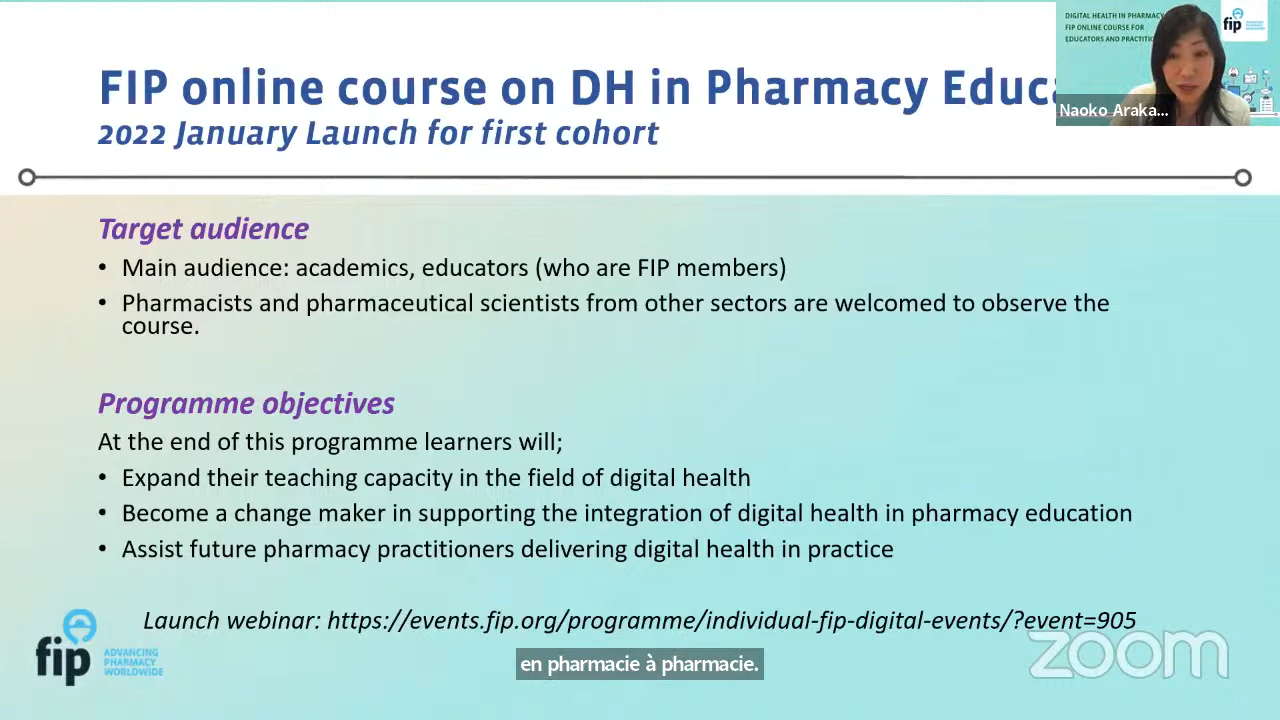 FIP online course on DH in Pharmacy Educa
2022 January Launch for first cohort
DIGITAL HEALTH IN PHARMACY
FIP ONLINE COURSE FOR
EDUCATORS AND PRACTITIO
fip
ADVANCING
PHARMACY
WORLDWIDE
Naoko Araka...
Target audience
• Main audience: academics, educators (who are FIP members)
• Pharmacists and pharmaceutical scientists from other sectors are welcomed to observe the
course.
Programme objectives
At the end of this programme learners will;
• Expand their teaching capacity in the field of digital health
• Become a change maker in supporting the integration of digital health in pharmacy education
• Assist future pharmacy practitioners delivering digital health in practice
Launch webinar: https://events.fip.org/programme/individual-fip-digital-events/?event=905
fip
ADVANCING
PHARMACY
WORLDWIDE
en pharmacie à pharmacie.
zoom